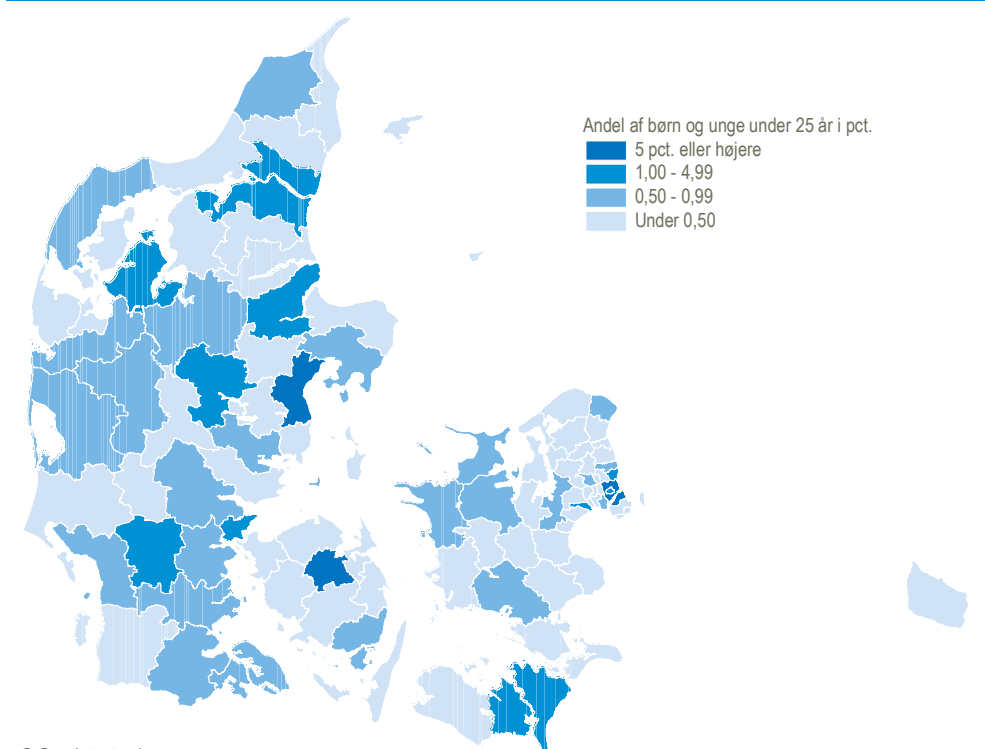 Andel af børn og unge under 25 år i pct.
5 pct. eller højere
1,00 - 4,99
0,50 - 0,99
Under 0,50